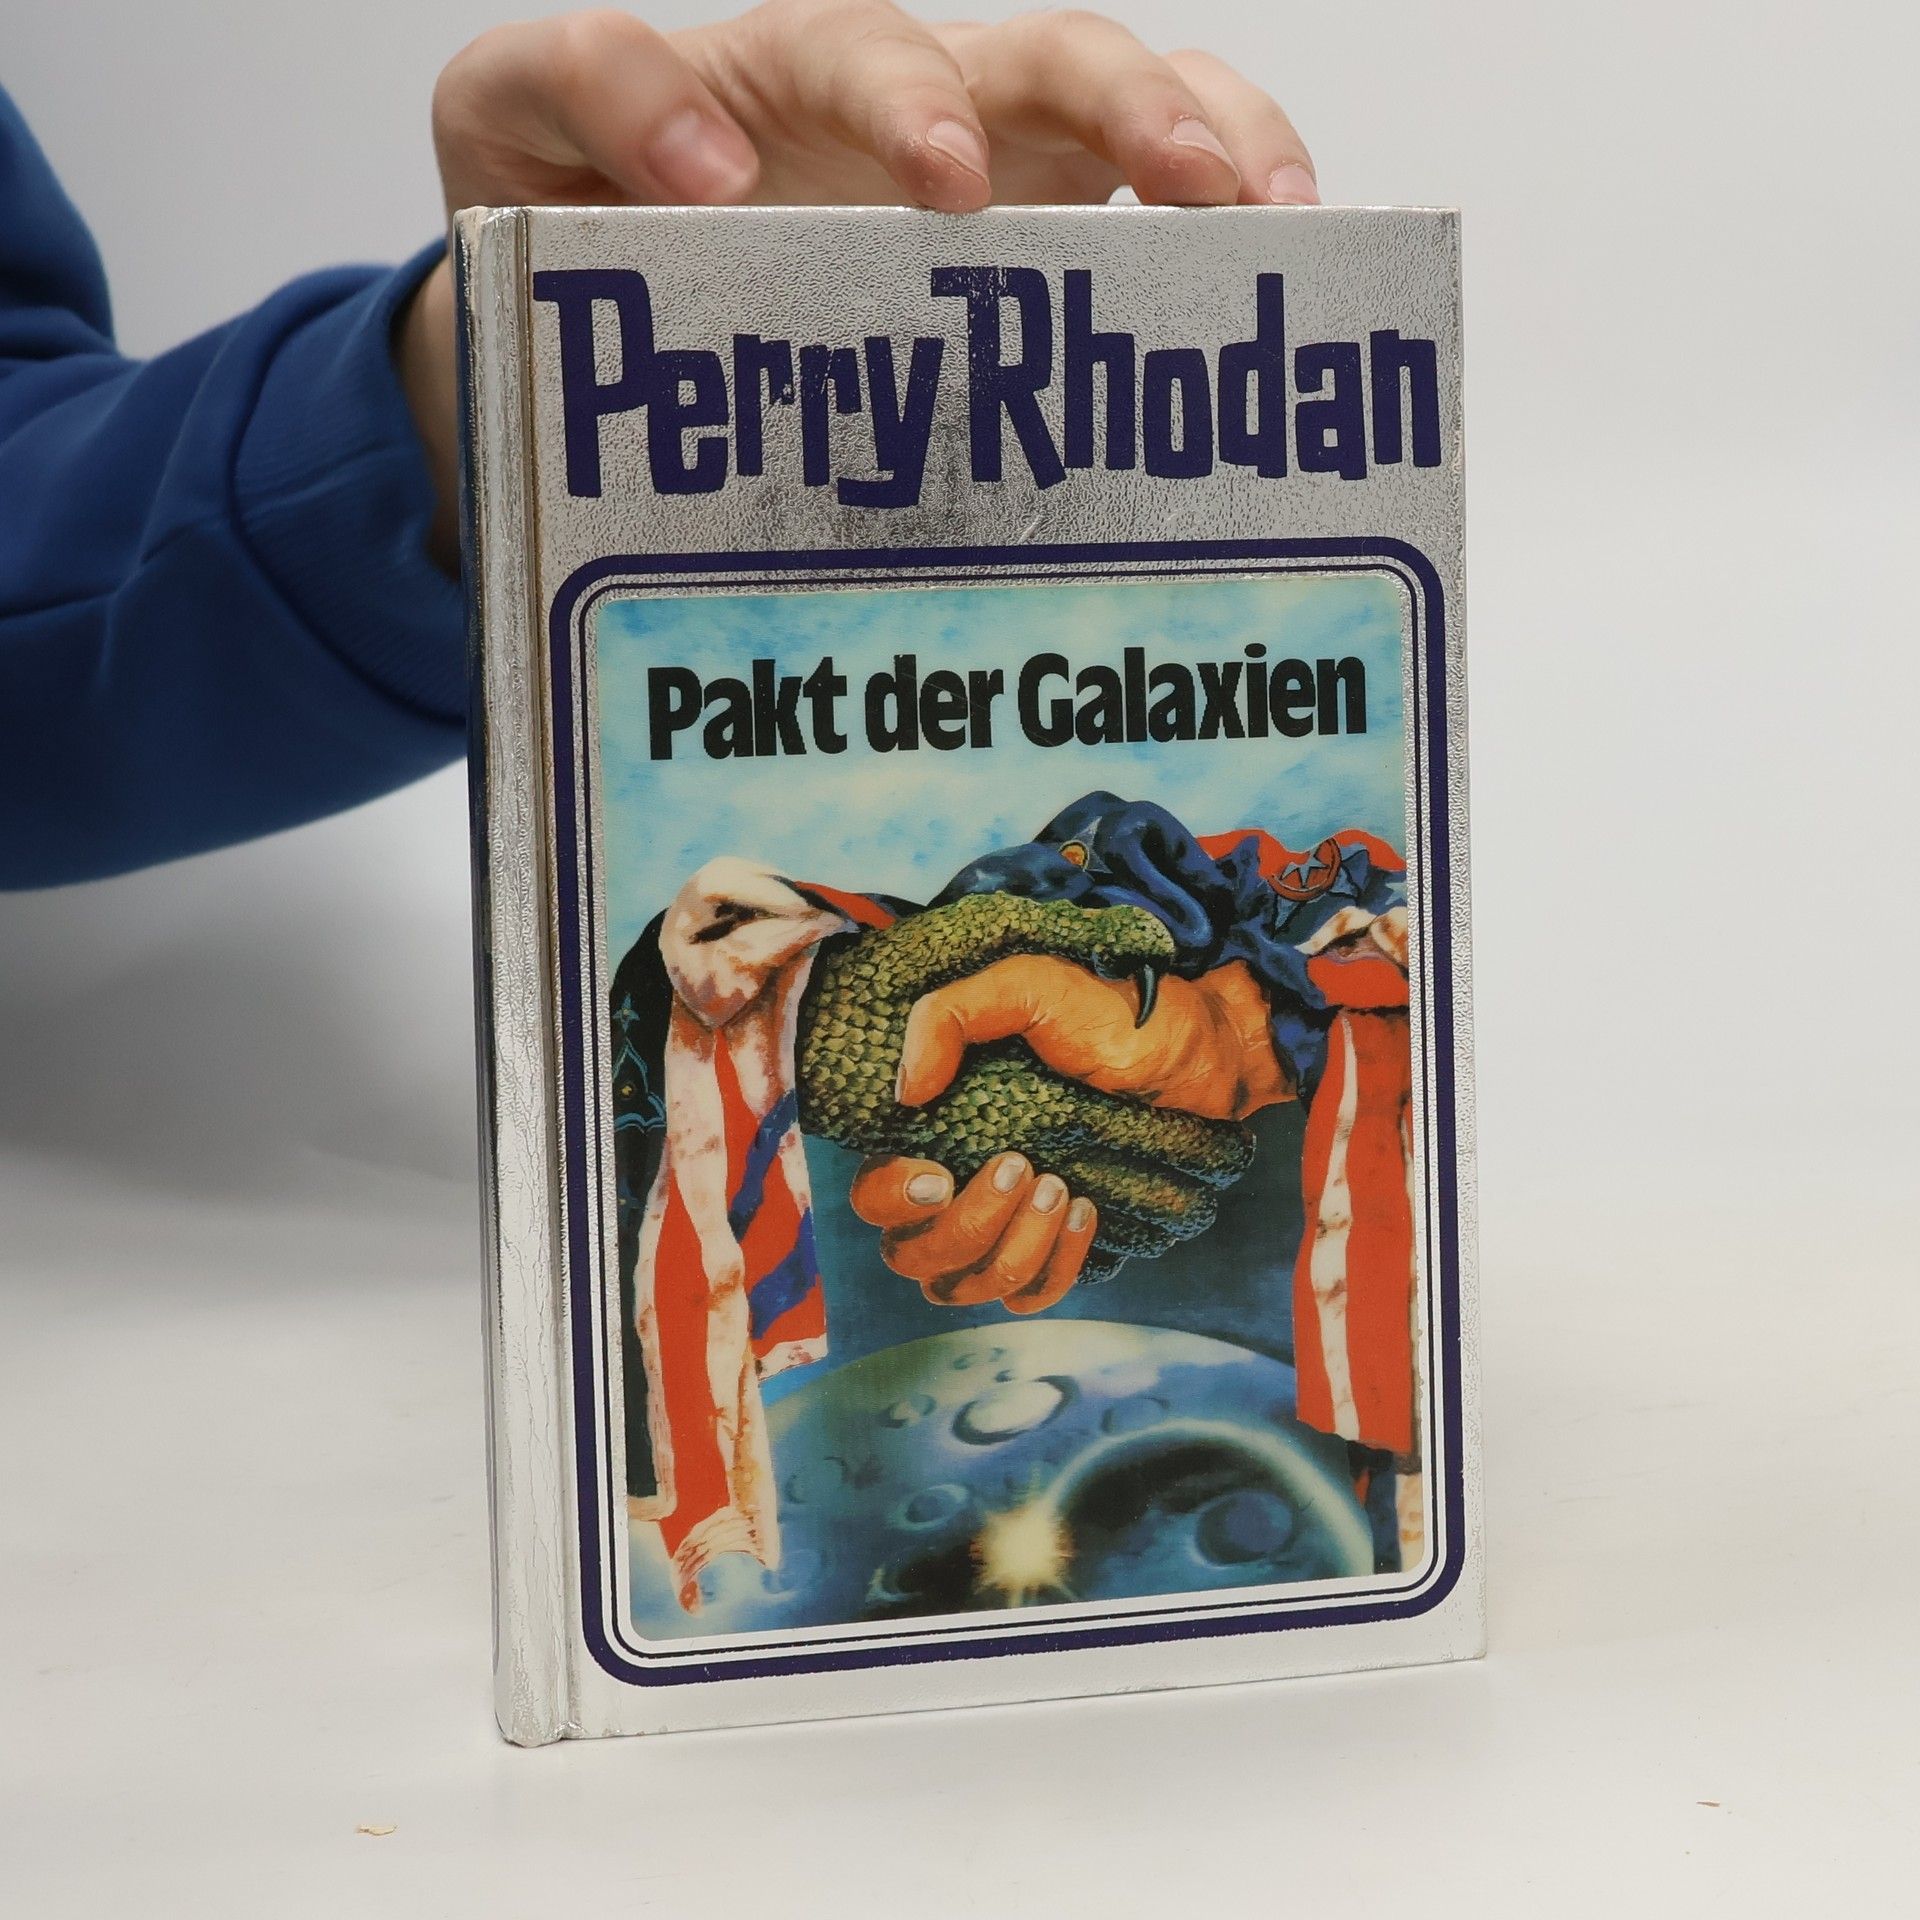 Perry Rhodan
Pakt der Galaxien